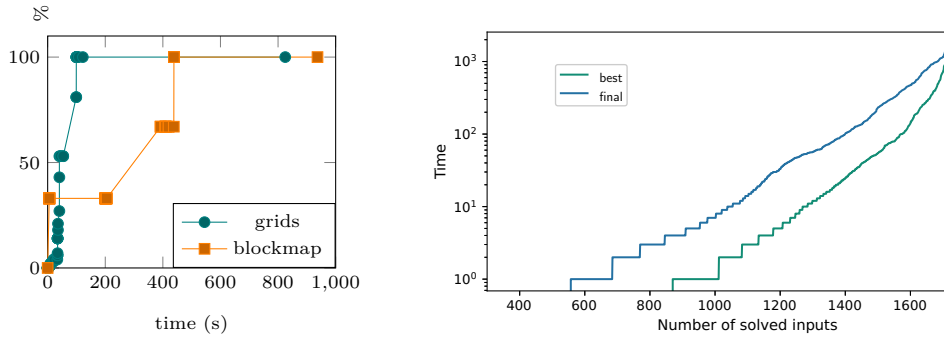 %
100
50
0
0 200 400 600 800 1,000
time (s)
grids
blockmap
10³
10²
10¹
10⁰
Time
best
final
400 600 800 1000 1200 1400 1600
Number of solved inputs